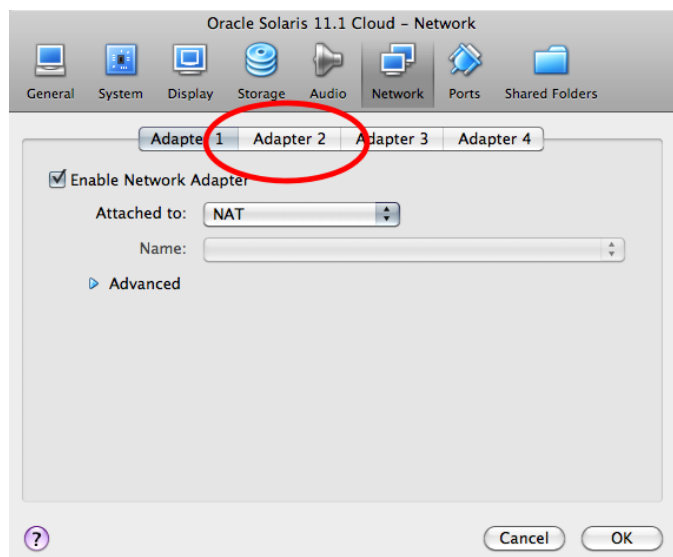 Oracle Solaris 11.1 Cloud – Network
General System Display Storage Audio Network Ports Shared Folders
Adapter 1 Adapter 2 Adapter 3 Adapter 4
Enable Network Adapter
Attached to: NAT
Name:
Advanced
? Cancel OK